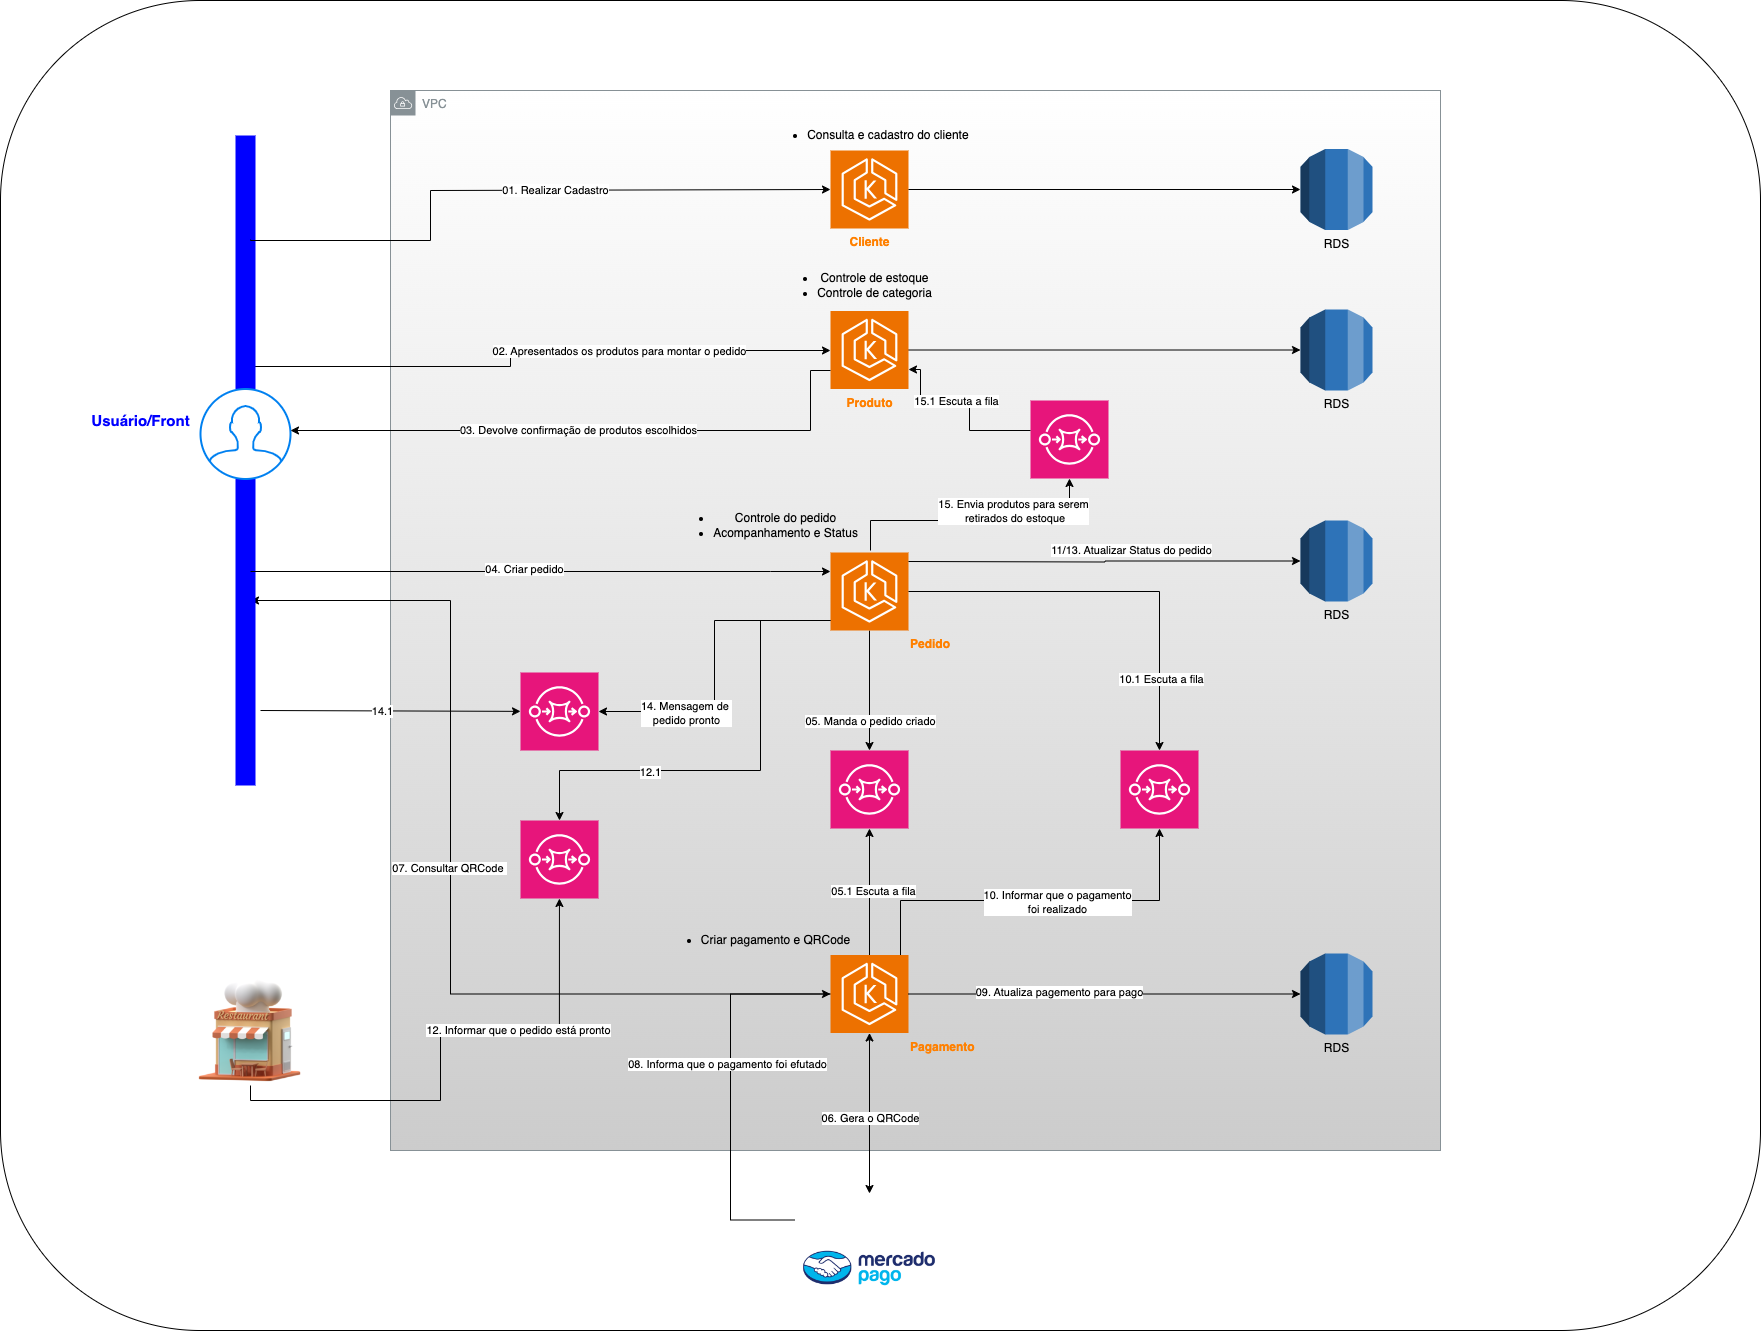 VPC
• Consulta e cadastro do cliente
01. Realizar Cadastro
Cliente
RDS
• Controle de estoque
• Controle de categoria
02. Apresentados os produtos para montar o pedido
Produto
RDS
15.1 Escuta a fila
Usuário/Front
03. Devolve confirmação de produtos escolhidos
15. Envia produtos para serem
retirados do estoque
• Controle do pedido
• Acompanhamento e Status
11/13. Atualizar Status do pedido
04. Criar pedido
RDS
Pedido
10.1 Escuta a fila
14.1
14. Mensagem de
pedido pronto
05. Manda o pedido criado
12.1
07. Consultar QRCode
05.1 Escuta a fila
10. Informar que o pagamento
foi realizado
• Criar pagamento e QRCode
09. Atualiza pagemento para pago
Restaurant
12. Informar que o pedido está pronto
Pagamento
RDS
08. Informa que o pagamento foi efutado
06. Gera o QRCode
mercado
pago